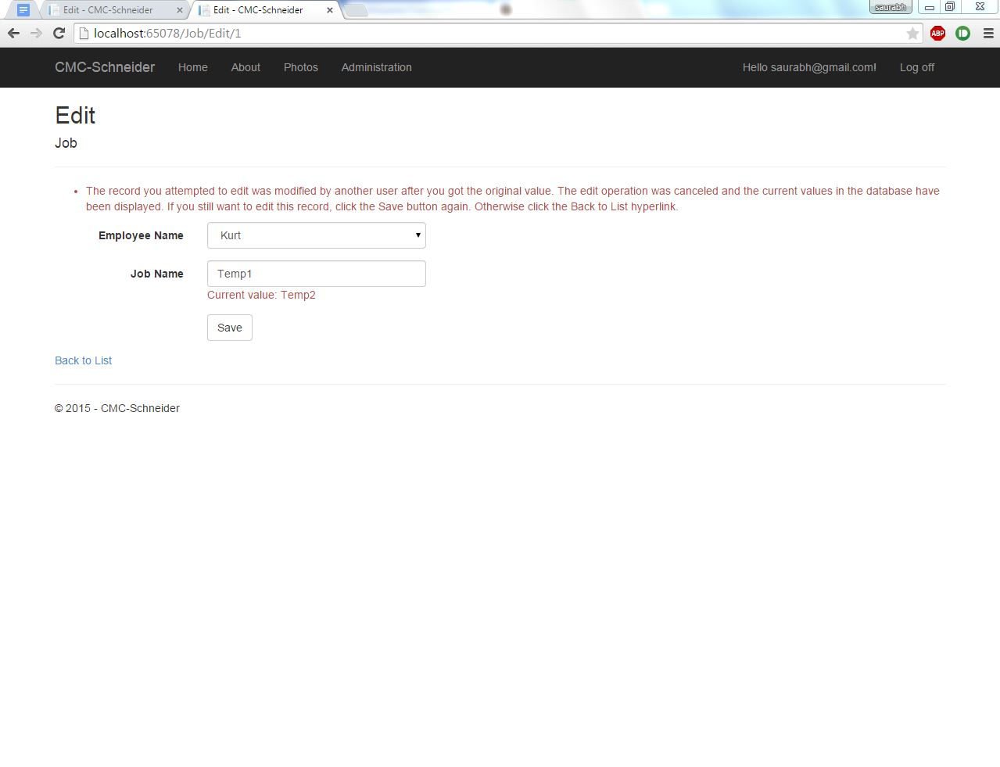 Edit - CMC-Schneider
Edit - CMC-Schneider
saurabh
localhost:65078/Job/Edit/1
ABP
CMC-Schneider Home About Photos Administration Hello saurabh@gmail.com! Log off
Edit
Job
The record you attempted to edit was modified by another user after you got the original value. The edit operation was canceled and the current values in the database have
been displayed. If you still want to edit this record, click the Save button again. Otherwise click the Back to List hyperlink.
Employee Name Kurt
Job Name Temp1
Current value: Temp2
Save
Back to List
© 2015 - CMC-Schneider